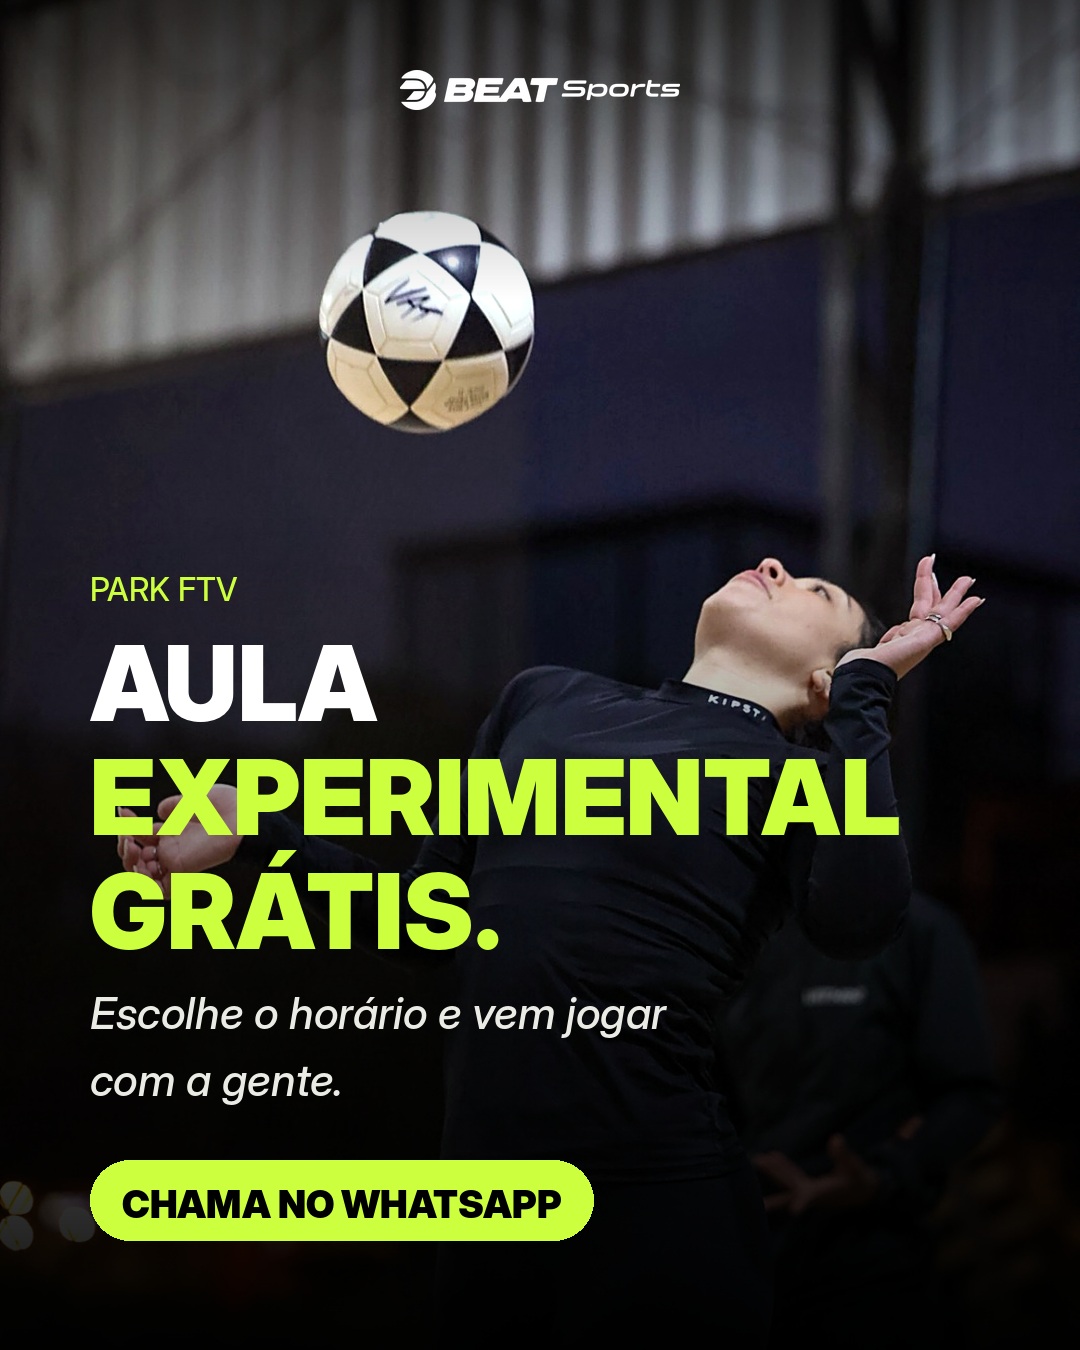 BEAT Sports
PARK FTV
AULA
EXPERIMENTAL
GRÁTIS.
Escolhe o horário e vem jogar
com a gente.
CHAMA NO WHATSAPP